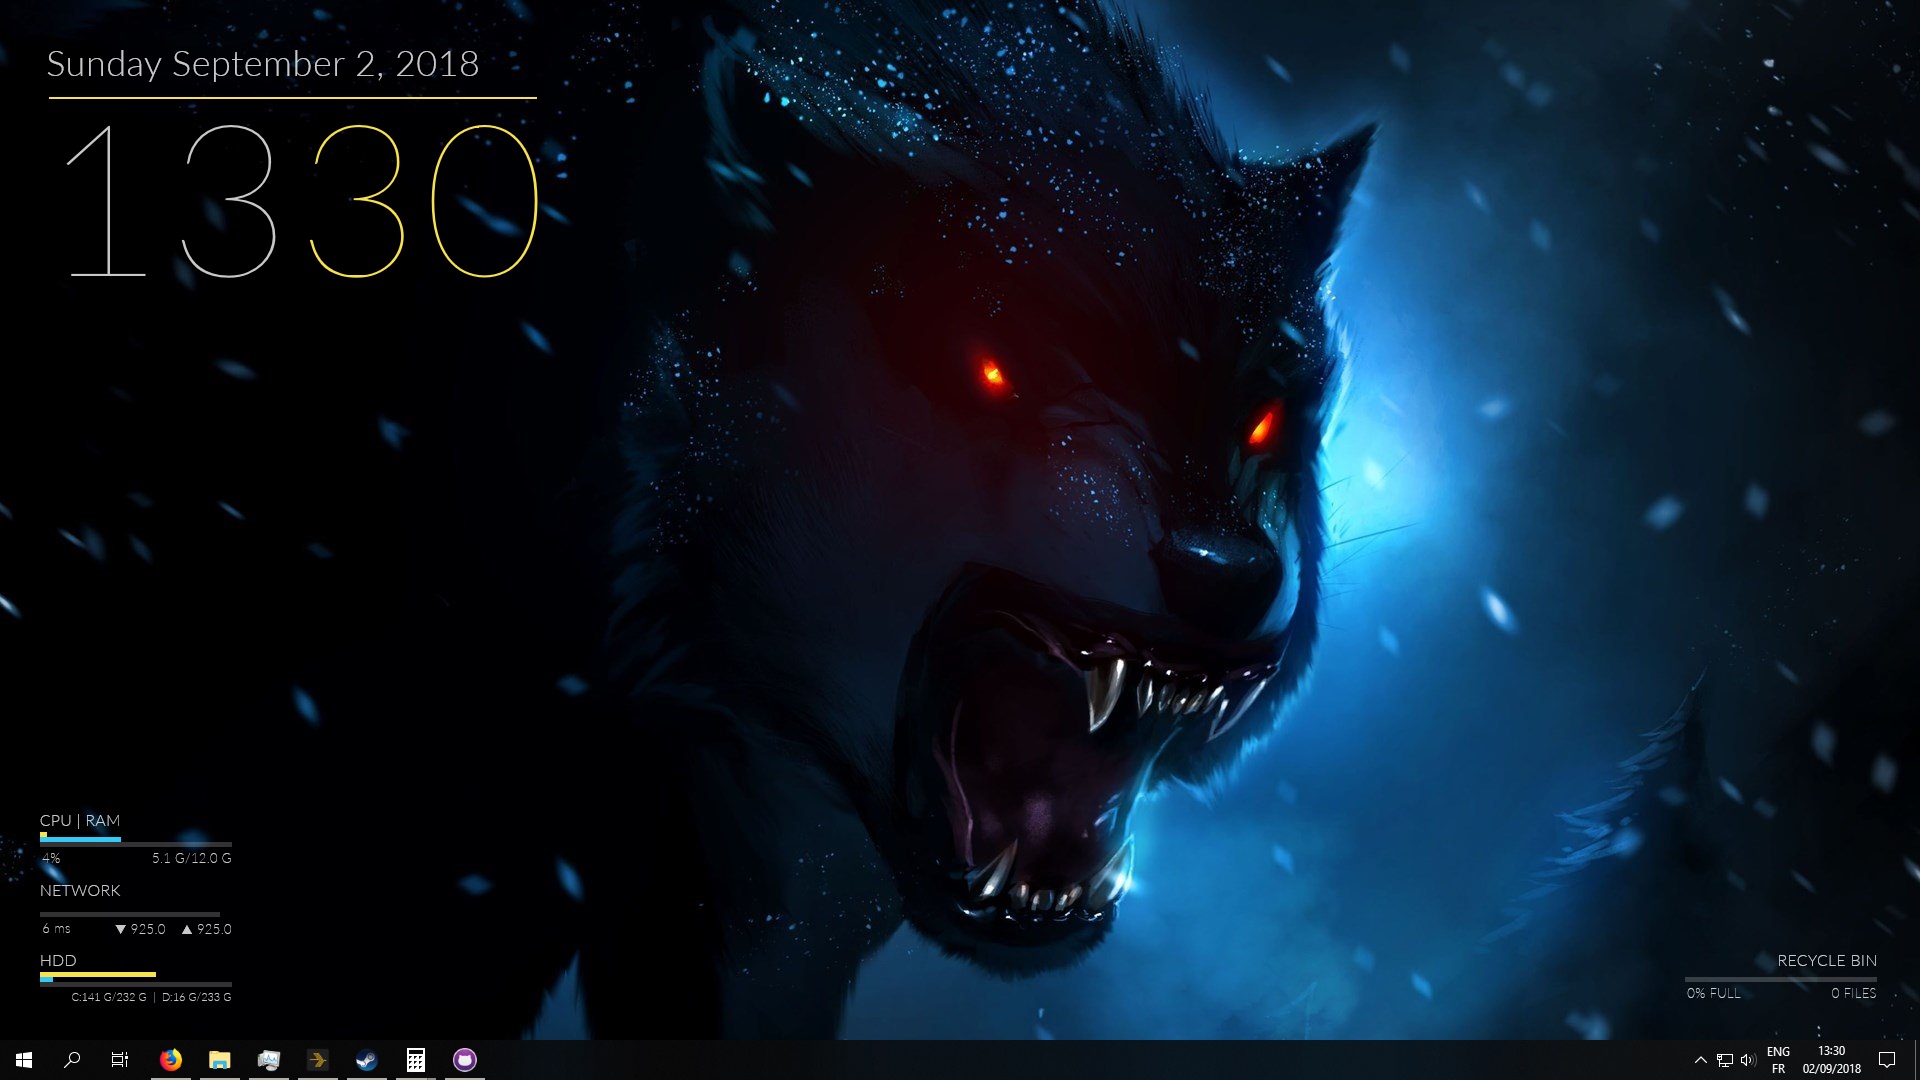 Sunday September 2, 2018
1330
CPU | RAM
4% 5.1 G/12.0 G
NETWORK
6 ms ▼ 925.0 ▲ 925.0
HDD
C:141 G/232 G | D:16 G/233 G
RECYCLE BIN
0% FULL 0 FILES
ENG
FR
13:30
02/09/2018